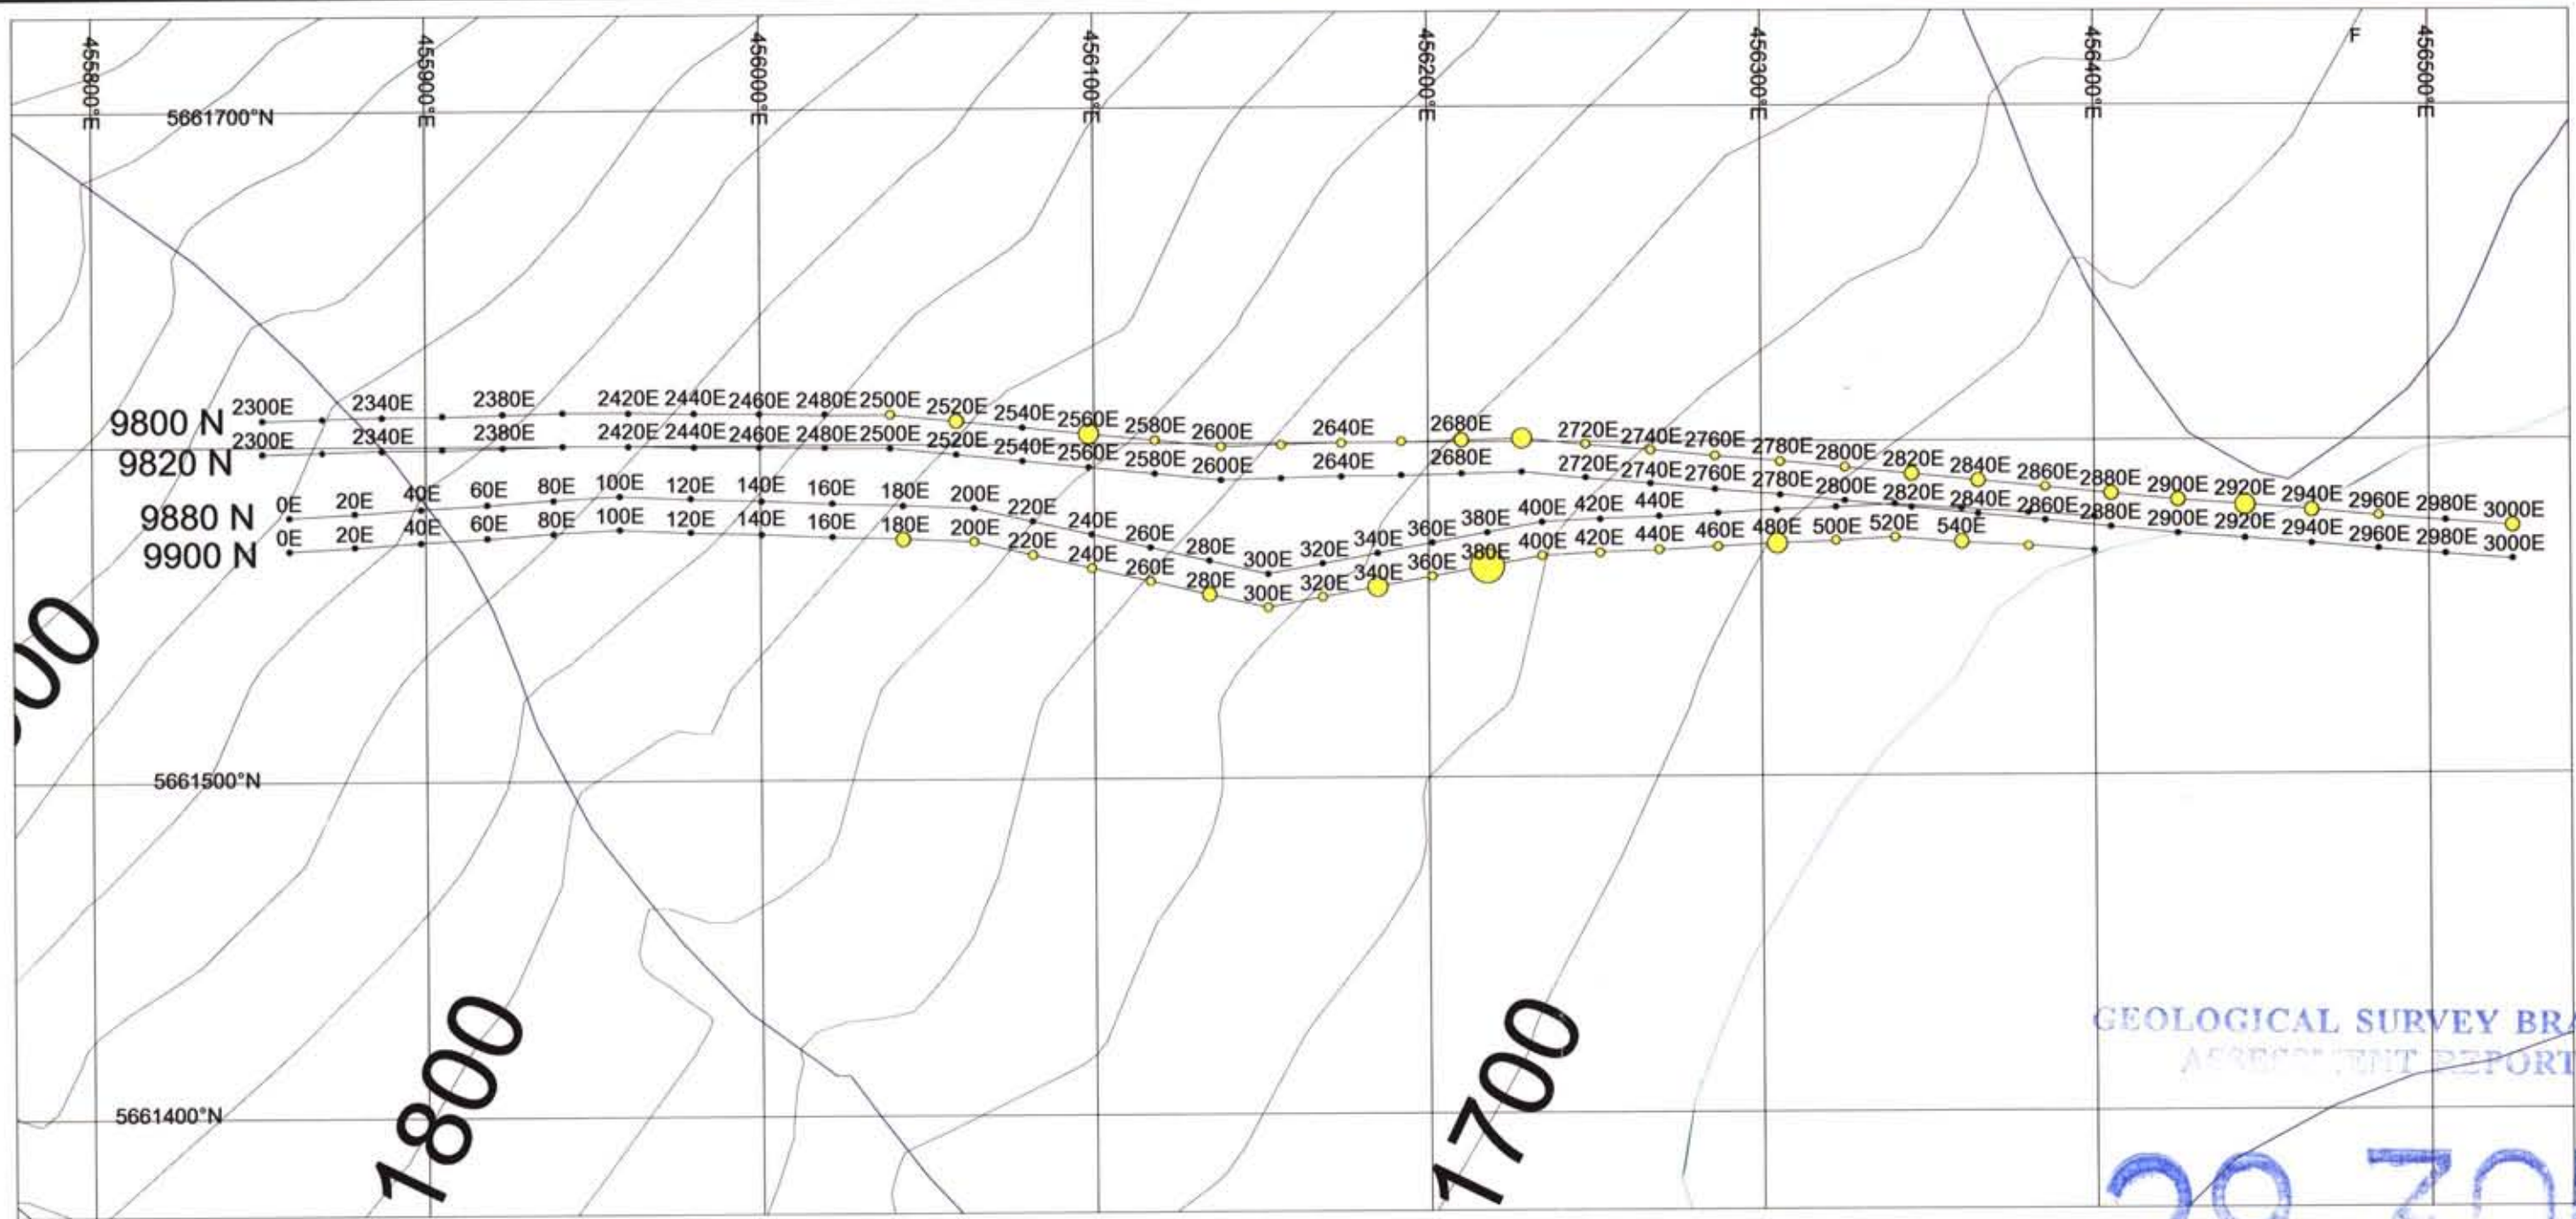 455800°E 455900°E 456000°E 456100°E 456200°E 456300°E 456400°E 456500°E
F
5661700°N
9800 N 2300E 2340E 2380E 2420E 2440E 2460E 2480E 2500E 2520E 2540E 2560E 2580E 2600E 2640E 2680E 2720E 2740E 2760E 2780E 2800E 2820E 2840E 2860E 2880E 2900E 2920E 2940E 2960E 2980E 3000E
9820 N 2300E 2340E 2380E 2420E 2440E 2460E 2480E 2500E 2520E 2540E 2560E 2580E 2600E 2640E 2680E 2720E 2740E 2760E 2780E 2800E 2820E 2840E 2860E 2880E 2900E 2920E 2940E 2960E 2980E 3000E
9880 N 0E 20E 40E 60E 80E 100E 120E 140E 160E 180E 200E 220E 240E 260E 280E 300E 320E 340E 360E 380E 400E 420E 440E
9900 N 0E 20E 40E 60E 80E 100E 120E 140E 160E 180E 200E 220E 240E 260E 280E 300E 320E 340E 360E 380E 400E 420E 440E 460E 480E 500E 520E 540E
00
5661500°N
1800
1700
GEOLOGICAL SURVEY BRA
ASSESSMENT REPORT
5661400°N